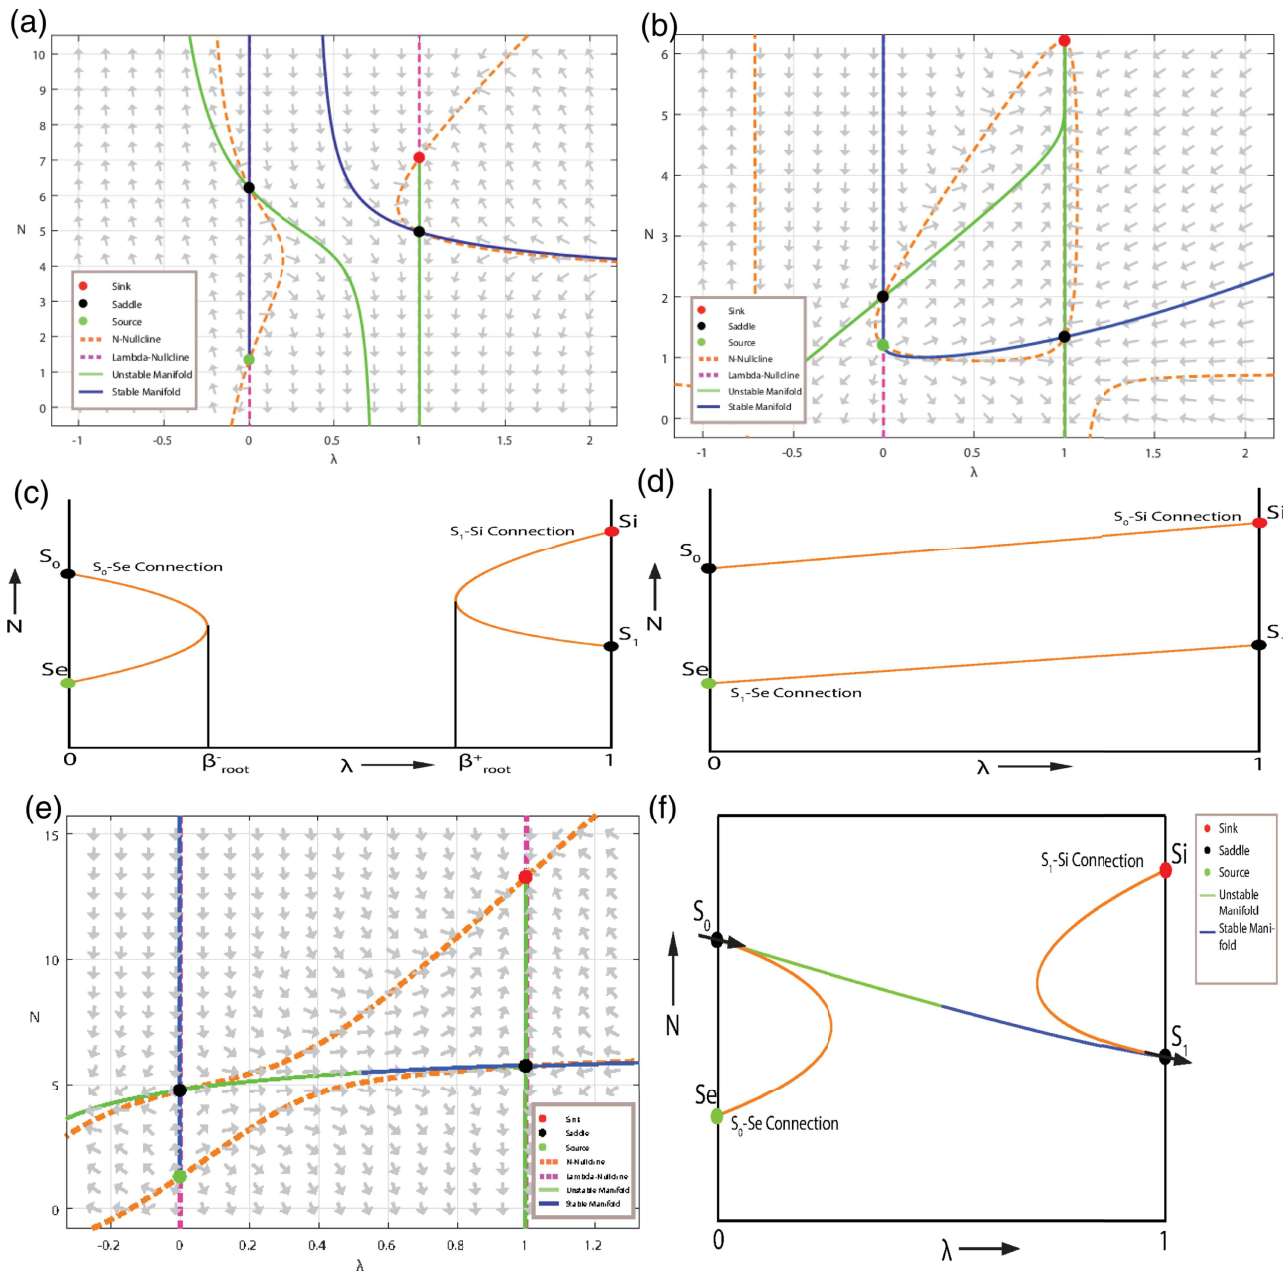 (a)
10
9
8
7
6
5
4
3
2
1
0
N
-1
-0.5
0
0.5
1
1.5
2
λ
Sink
Saddle
Source
N-Nullcline
Lambda-Nullcline
Unstable Manifold
Stable Manifold
(b)
6
5
4
3
2
1
0
N
-1
-0.5
0
0.5
1
1.5
2
λ
Sink
Saddle
Source
N-Nullcline
Lambda-Nullcline
Unstable Manifold
Stable Manifold
(c)
S₁-Si Connection
Si
S₀
S₀-Se Connection
N
S₁
Se
0
β⁻root
λ
β⁺root
1
(d)
S₀-Si Connection
Si
S₀
N
Se
S₁-Se Connection
0
λ
1
(e)
15
10
5
0
N
-0.2
0
0.2
0.4
0.6
0.8
1
1.2
λ
Sink
Saddle
Source
N-Nullcline
Lambda-Nullcline
Unstable Manifold
Stable Manifold
(f)
S₁-Si Connection
Si
S₀
N
S₁
Se
S₀-Se Connection
0
λ
1
Sink
Saddle
Source
Unstable
Manifold
Stable Mani-
fold